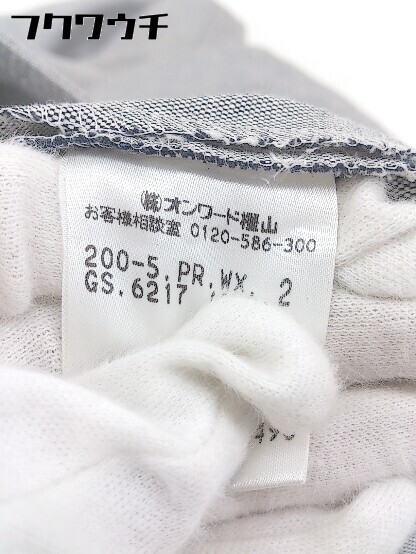 フクワウチ
(株)オンワード樫山
お客様相談室 0120-586-300
200-5.PR.WX. 2
GS.6217